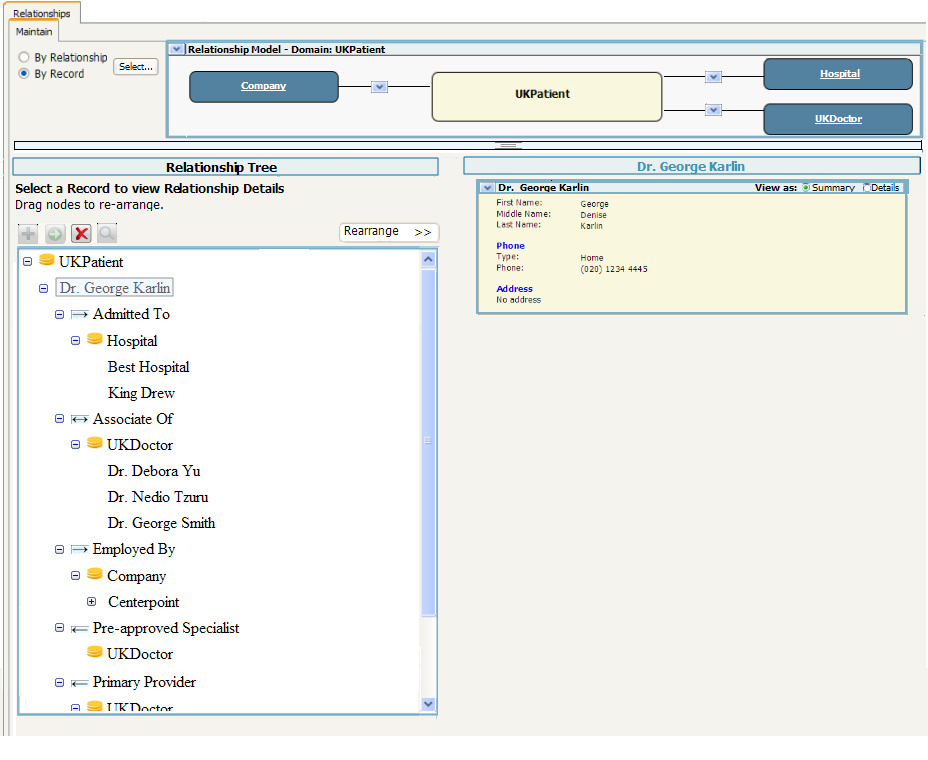 Relationships
Maintain
By Relationship
By Record
Select...
Relationship Model - Domain: UKPatient
Company
UKPatient
Hospital
UKDoctor
Relationship Tree
Select a Record to view Relationship Details
Drag nodes to re-arrange.
Rearrange >>
UKPatient
Dr. George Karlin
Admitted To
Hospital
Best Hospital
King Drew
Associate Of
UKDoctor
Dr. Debora Yu
Dr. Nedio Tzuru
Dr. George Smith
Employed By
Company
Centerpoint
Pre-approved Specialist
UKDoctor
Primary Provider
UKDoctor
Dr. George Karlin
Dr. George Karlin View as: Summary Details
First Name: George
Middle Name: Denise
Last Name: Karlin
Phone
Type: Home
Phone: (020) 1234 4445
Address
No address